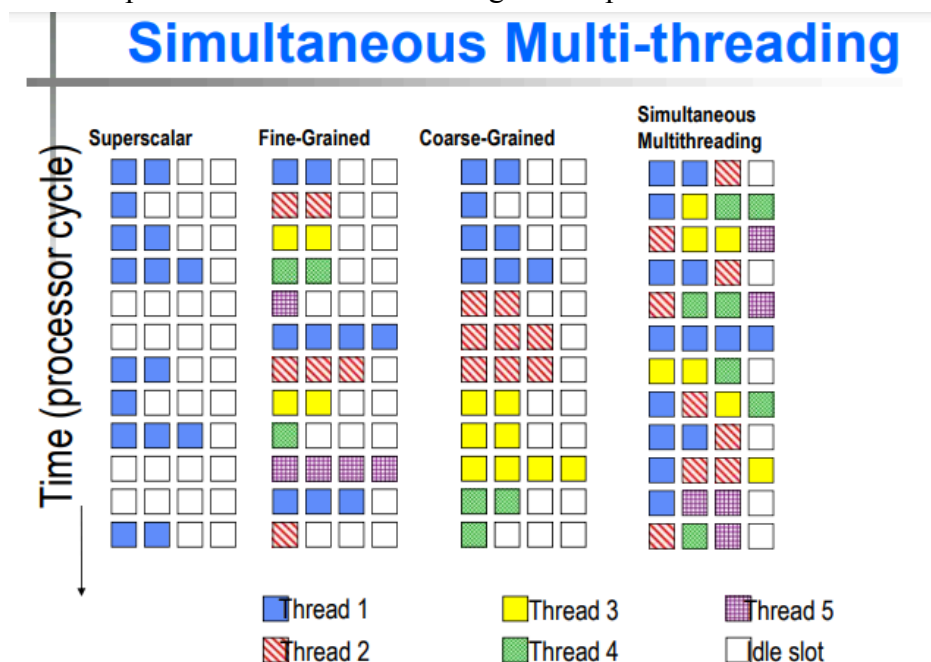 Simultaneous Multi-threading
Superscalar
Fine-Grained
Coarse-Grained
Simultaneous
Multithreading
Time (processor cycle)
Thread 1
Thread 3
Thread 5
Thread 2
Thread 4
Idle slot